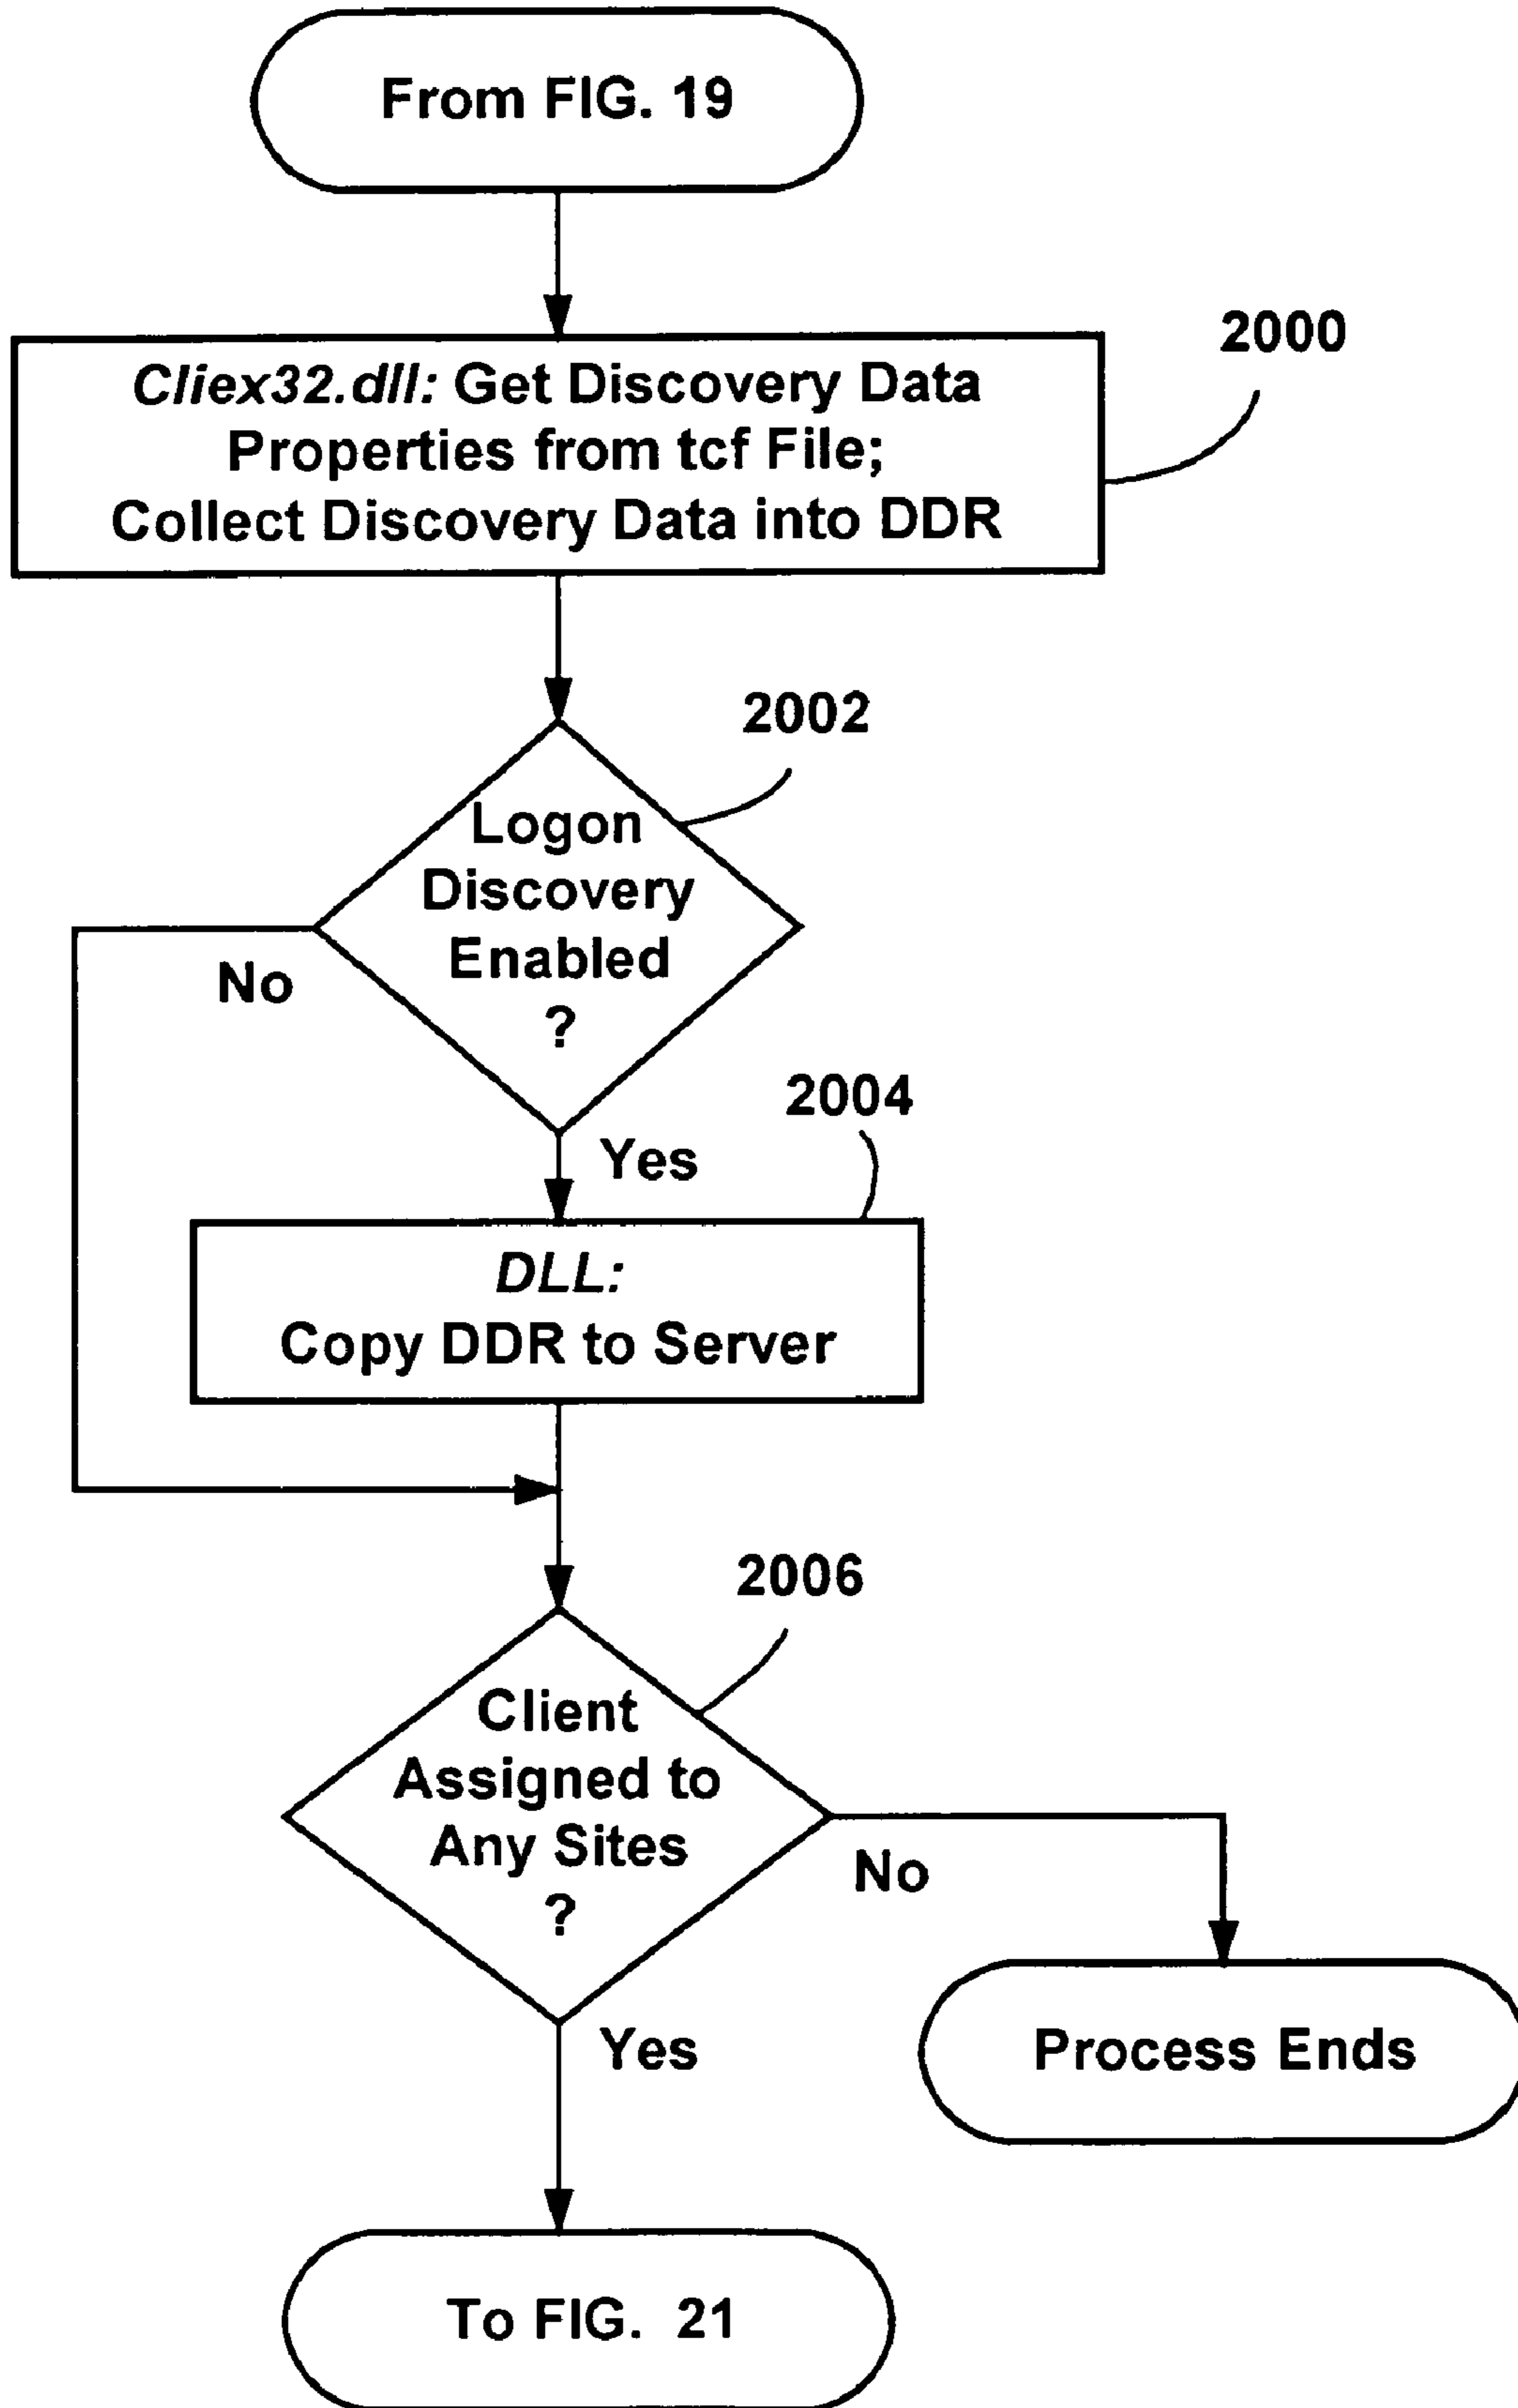 From FIG. 19
2000
Cliex32.dll: Get Discovery Data
Properties from tcf File;
Collect Discovery Data into DDR
2002
Logon
Discovery
Enabled
?
No
Yes
2004
DLL:
Copy DDR to Server
2006
Client
Assigned to
Any Sites
?
No
Yes
Process Ends
To FIG. 21